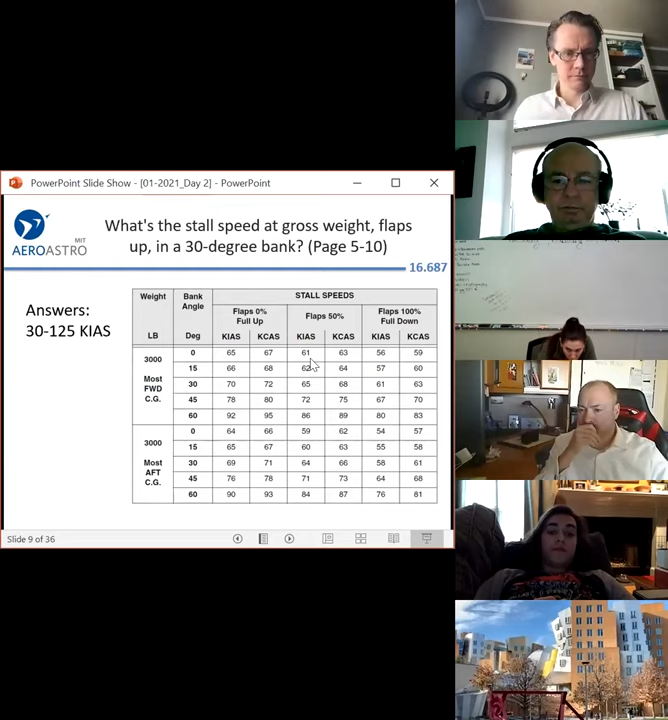 PowerPoint Slide Show - [01-2021_Day 2] - PowerPoint
MIT
AEROASTRO
What's the stall speed at gross weight, flaps
up, in a 30-degree bank? (Page 5-10)
16.687
Answers:
30-125 KIAS
Weight Bank Angle STALL SPEEDS
Flaps 0% Full Up Flaps 50% Flaps 100% Full Down
LB Deg KIAS KCAS KIAS KCAS KIAS KCAS
3000 Most FWD C.G.
0 65 67 61 63 56 59
15 66 68 62 64 57 60
30 70 72 65 68 61 63
45 78 80 72 75 67 70
60 92 95 86 89 80 83
3000 Most AFT C.G.
0 64 66 59 62 54 57
15 65 67 60 63 55 58
30 69 71 64 66 58 61
45 76 78 71 73 64 68
60 90 93 84 87 76 81
Slide 9 of 36